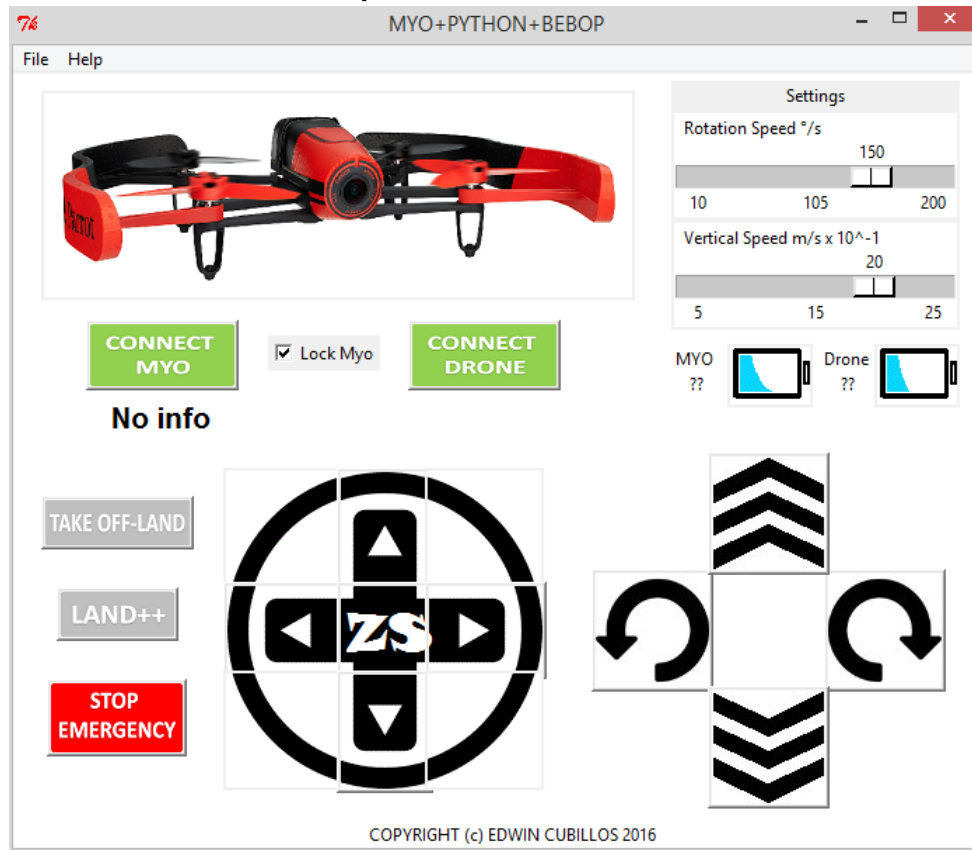 MYO+PYTHON+BEBOP
File Help
Parrot
Settings
Rotation Speed °/s
150
10 105 200
Vertical Speed m/s x 10^-1
20
5 15 25
CONNECT
MYO
Lock Myo
CONNECT
DRONE
MYO
??
Drone
??
No info
TAKE OFF-LAND
LAND++
STOP
EMERGENCY
ZS
COPYRIGHT (c) EDWIN CUBILLOS 2016